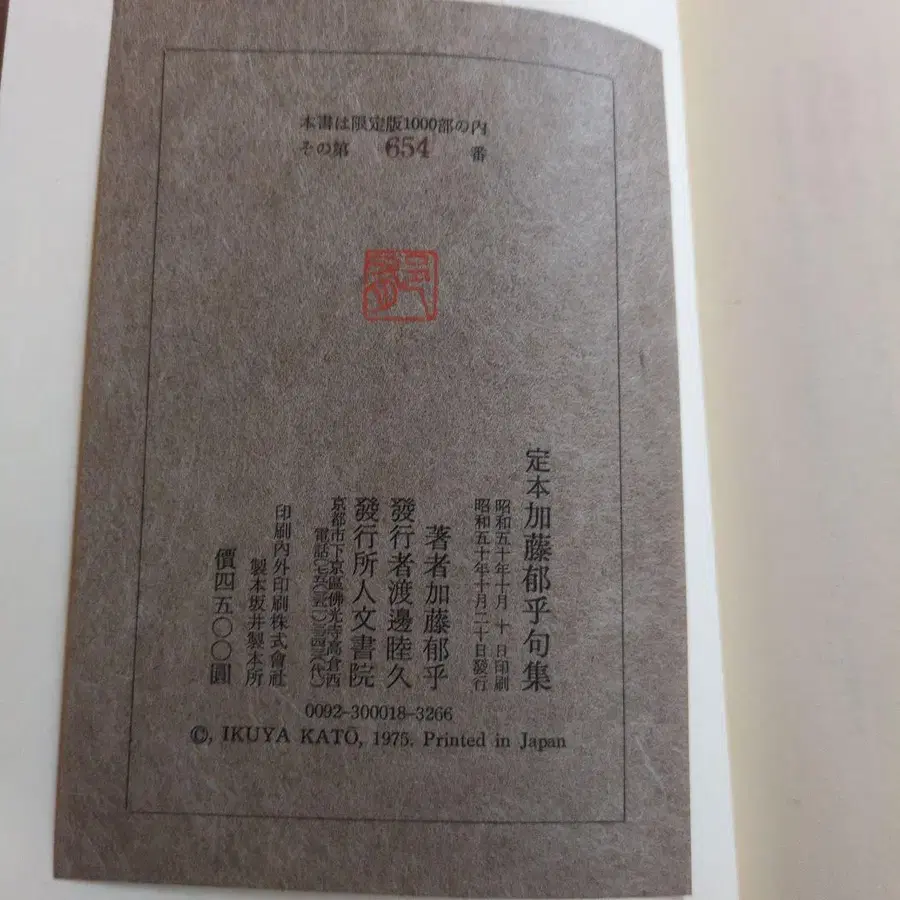 本書は限定版1000部の內
その第 654 番
定本加藤郁乎句集
昭和五十年十月 十 日印刷
昭和五十年十月二十日發行
著者加藤郁乎
發行者渡邊睦久
發行所人文書院
京都市下京區佛光寺高倉西
電話
印刷內外印刷株式會社
製本坂井製本所
價四五〇〇圓
0092-300018-3266
©, IKUYA KATO, 1975. Printed in Japan